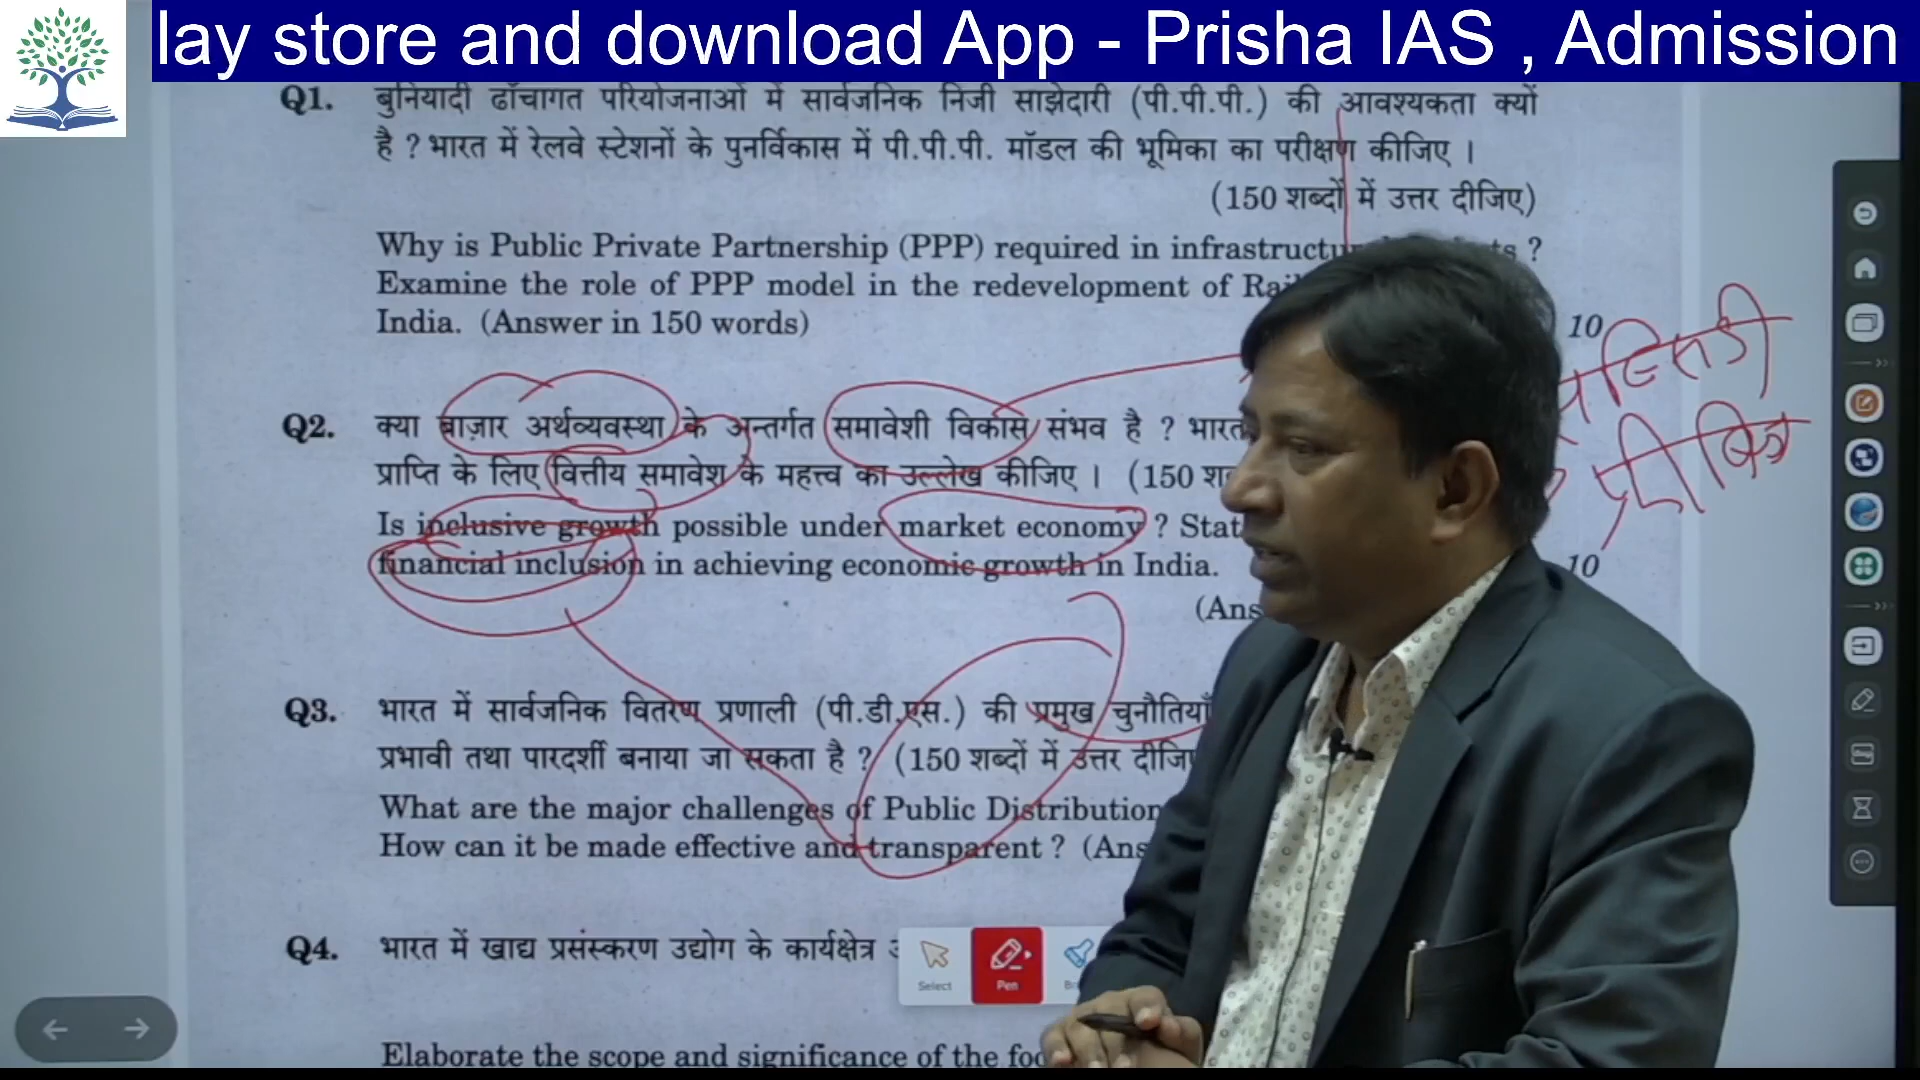 lay store and download App - Prisha IAS , Admission
Q1. बुनियादी ढाँचागत परियोजनाओं में सार्वजनिक निजी साझेदारी (पी.पी.पी.) की आवश्यकता क्यों
है ? भारत में रेलवे स्टेशनों के पुनर्विकास में पी.पी.पी. मॉडल की भूमिका का परीक्षण कीजिए ।
(150 शब्दों में उत्तर दीजिए)
Why is Public Private Partnership (PPP) required in ?
Examine the role of PPP model in the redevelopment of
India. (Answer in 150 words) 10
Q2. क्या बाज़ार अर्थव्यवस्था के अन्तर्गत समावेशी विकास संभव है ? भारत
प्राप्ति के लिए वित्तीय समावेश के महत्त्व का उल्लेख कीजिए । (150
Is inclusive growth possible under market economy ?
financial inclusion in achieving economic growth in India. 10
Q3. भारत में सार्वजनिक वितरण प्रणाली (पी.डी.एस.) की प्रमुख चुनौतियाँ
प्रभावी तथा पारदर्शी बनाया जा सकता है ? (150 शब्दों में उत्तर
What are the major challenges of Public Distribution
How can it be made effective and transparent ?
Q4. भारत में खाद्य प्रसंस्करण उद्योग के कार्यक्षेत्र
Select Pen
Elaborate the scope and significance of the